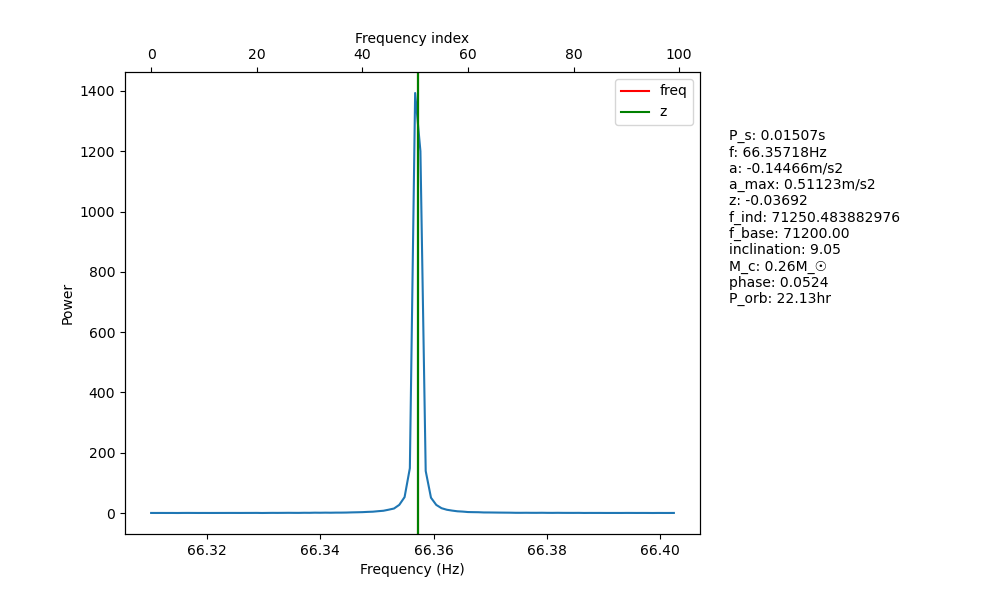 Frequency index
0 20 40 60 80 100
1400
1200
1000
800
600
400
200
0
Power
66.32 66.34 66.36 66.38 66.40
Frequency (Hz)
freq
z
P_s: 0.01507s
f: 66.35718Hz
a: -0.14466m/s2
a_max: 0.51123m/s2
z: -0.03692
f_ind: 71250.483882976
f_base: 71200.00
inclination: 9.05
M_c: 0.26M_☉
phase: 0.0524
P_orb: 22.13hr